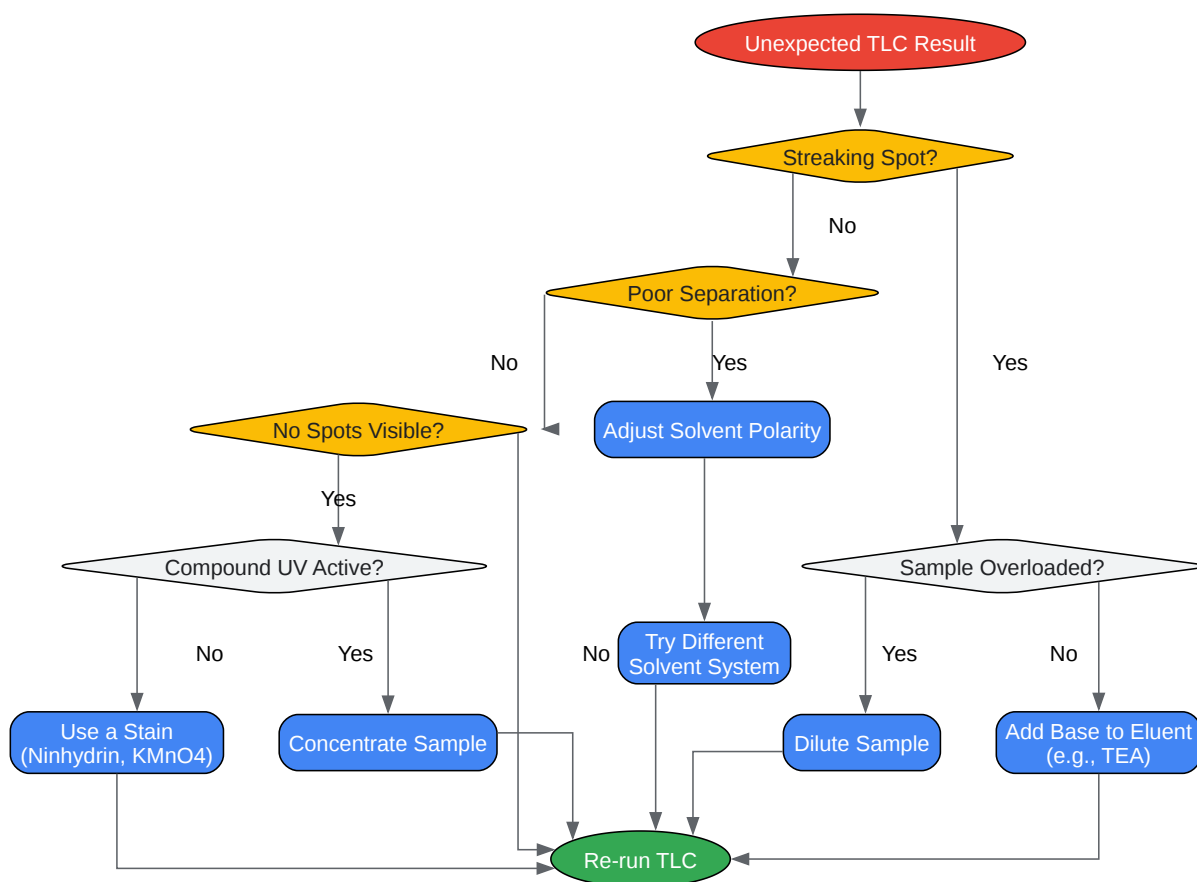 Unexpected TLC Result
Streaking Spot?
No
Poor Separation?
No
Yes
Yes
No Spots Visible?
Adjust Solvent Polarity
Yes
Compound UV Active?
Sample Overloaded?
No
Yes
No
Try Different
Solvent System
Yes
No
Use a Stain
(Ninhydrin, KMnO4)
Concentrate Sample
Dilute Sample
Add Base to Eluent
(e.g., TEA)
Re-run TLC